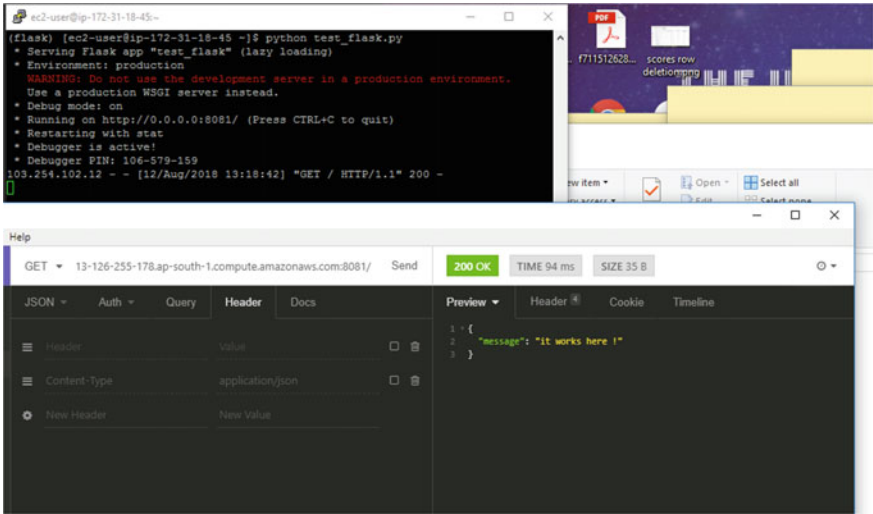 ec2-user@ip-172-31-18-45:~
(flask) [ec2-user@ip-172-31-18-45 ~]$ python test_flask.py
* Serving Flask app "test_flask" (lazy loading)
* Environment: production
WARNING: Do not use the development server in a production environment.
Use a production WSGI server instead.
* Debug mode: on
* Running on http://0.0.0.0:8081/ (Press CTRL+C to quit)
* Restarting with stat
* Debugger is active!
* Debugger PIN: 106-579-159
103.254.102.12 - - [12/Aug/2018 13:18:42] "GET / HTTP/1.1" 200 -
PDF
f711512628...
scores row
deletionpng
ew item
Open
Select all
Edit
Select none
Help
GET 13-126-255-178.ap-south-1.compute.amazonaws.com:8081/ Send
200 OK TIME 94 ms SIZE 35 B
JSON Auth Query Header Docs
Preview Header 4 Cookie Timeline
Header Value
Content-Type application/json
New Header New Value
1 {
2 "message": "it works here !"
3 }